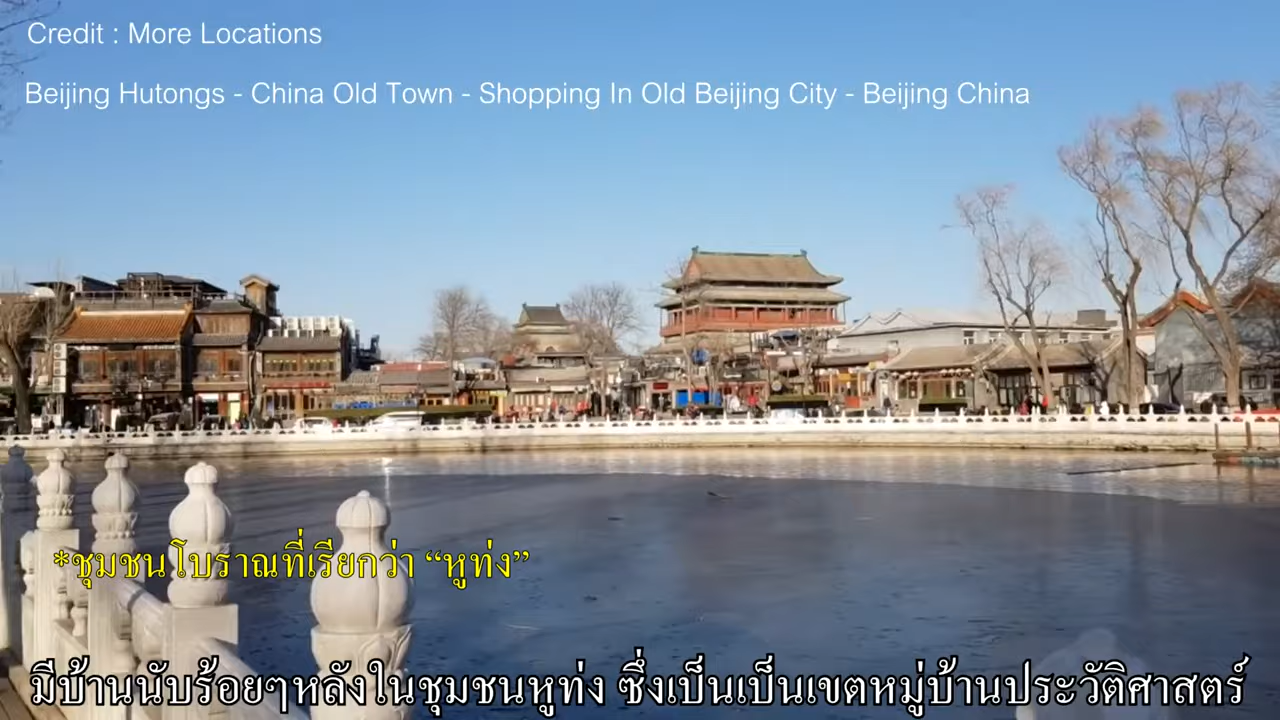 Credit : More Locations
Beijing Hutongs - China Old Town - Shopping In Old Beijing City - Beijing China
*ชุมชนโบราณที่เรียกว่า “หูท่ง”
มีบ้านนับร้อยๆหลังในชุมชนหูท่ง ซึ่งเป็นเป็นเขตหมู่บ้านประวัติศาสตร์